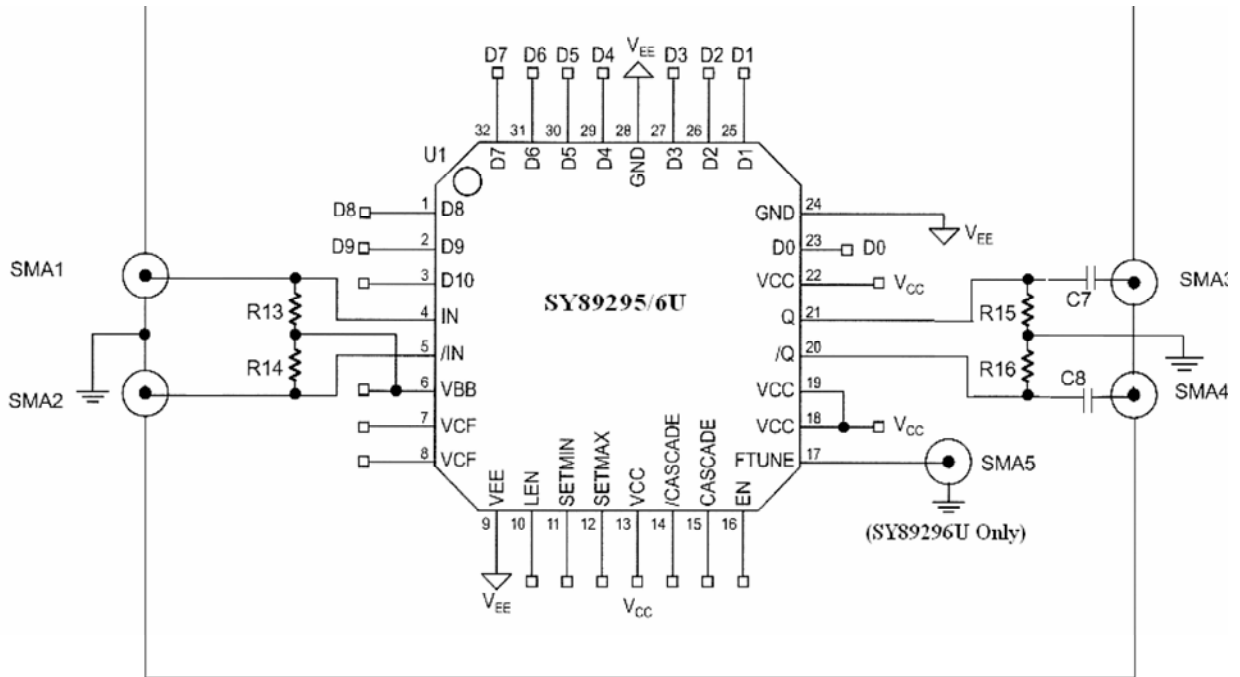 D7 D6 D5 D4 VEE D3 D2 D1
32 31 30 29 28 27 26 25
U1 D7 D6 D5 D4 GND D3 D2 D1
D8 1 D8
D9 2 D9
3 D10
4 IN
5 /IN
6 VBB
7 VCF
8 VCF
SMA1
R13
R14
SMA2
SY89295/6U
GND 24
VEE
D0 23 D0
VCC 22 VCC
Q 21
/Q 20
VCC 19
VCC 18 VCC
FTUNE 17
R15
R16
C7
C8
SMA3
SMA4
SMA5
(SY89296U Only)
VEE LEN SETMIN SETMAX VCC /CASCADE CASCADE EN
9 10 11 12 13 14 15 16
VEE VCC